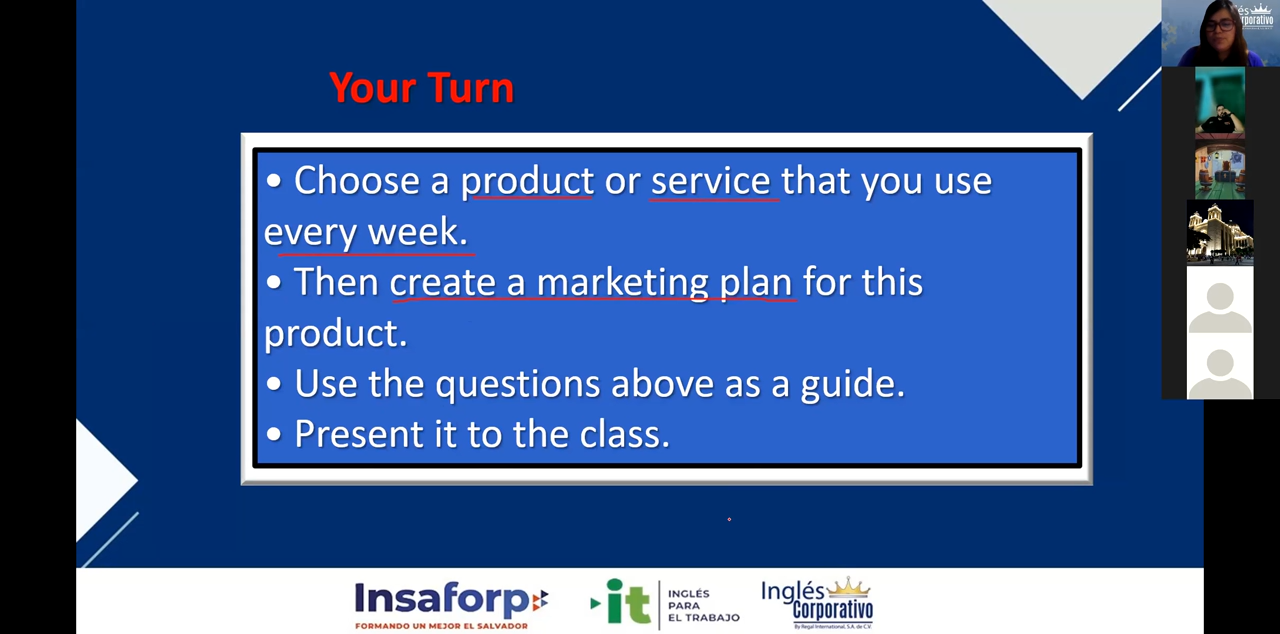 Your Turn
• Choose a product or service that you use
every week.
• Then create a marketing plan for this
product.
• Use the questions above as a guide.
• Present it to the class.
Insaforp
FORMANDO UN MEJOR EL SALVADOR
it
INGLÉS
PARA
EL TRABAJO
Inglés
Corporativo
By Regal International, S.A. de C.V.